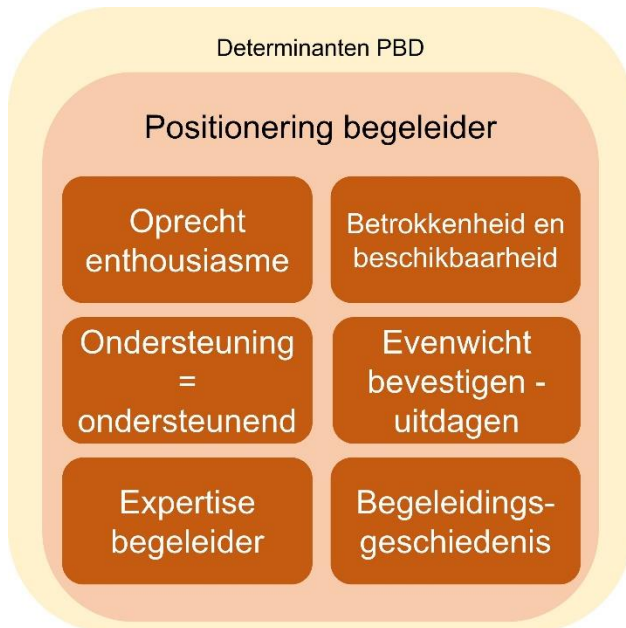 Determinanten PBD
Positionering begeleider
Oprecht
enthousiasme
Betrokkenheid en
beschikbaarheid
Ondersteuning
=
ondersteunend
Evenwicht
bevestigen -
uitdagen
Expertise
begeleider
Begeleidings-
geschiedenis